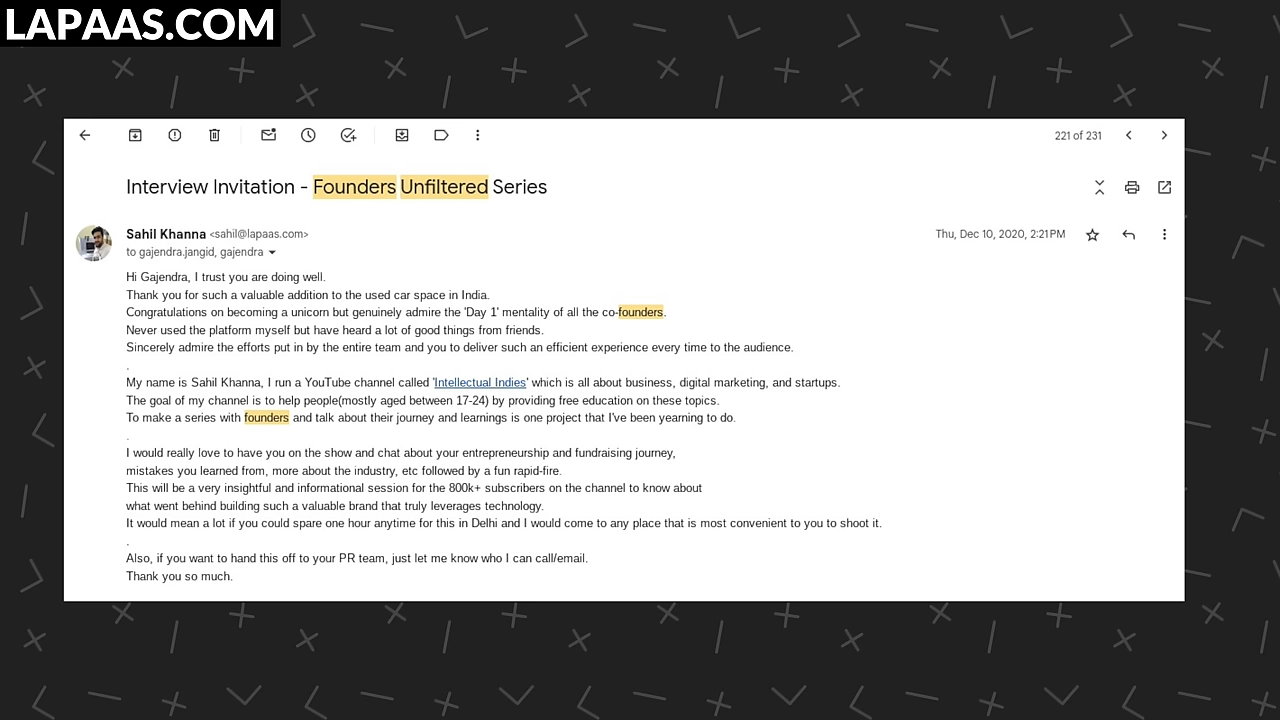 LAPAAS.COM
221 of 231
Interview Invitation - Founders Unfiltered Series
Sahil Khanna <sahil@lapaas.com>
Thu, Dec 10, 2020, 2:21 PM
to gajendra.jangid, gajendra
Hi Gajendra, I trust you are doing well.
Thank you for such a valuable addition to the used car space in India.
Congratulations on becoming a unicorn but genuinely admire the 'Day 1' mentality of all the co-founders.
Never used the platform myself but have heard a lot of good things from friends.
Sincerely admire the efforts put in by the entire team and you to deliver such an efficient experience every time to the audience.
.
My name is Sahil Khanna, I run a YouTube channel called 'Intellectual Indies' which is all about business, digital marketing, and startups.
The goal of my channel is to help people(mostly aged between 17-24) by providing free education on these topics.
To make a series with founders and talk about their journey and learnings is one project that I've been yearning to do.
.
I would really love to have you on the show and chat about your entrepreneurship and fundraising journey,
mistakes you learned from, more about the industry, etc followed by a fun rapid-fire.
This will be a very insightful and informational session for the 800k+ subscribers on the channel to know about
what went behind building such a valuable brand that truly leverages technology.
It would mean a lot if you could spare one hour anytime for this in Delhi and I would come to any place that is most convenient to you to shoot it.
.
Also, if you want to hand this off to your PR team, just let me know who I can call/email.
Thank you so much.